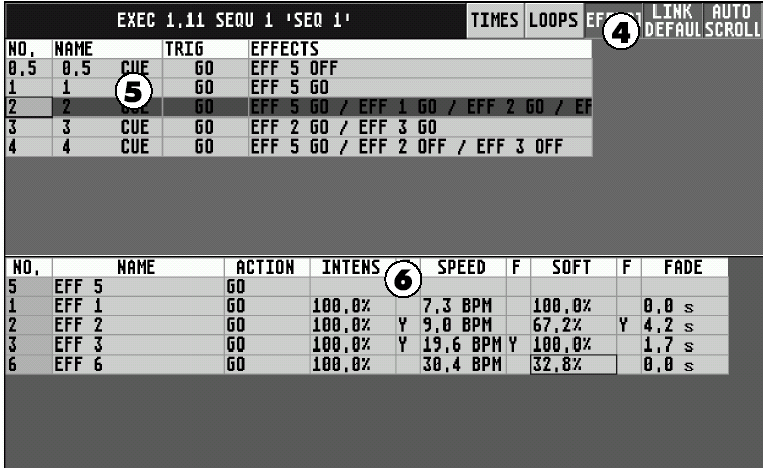 EXEC 1,11 SEQU 1 'SEQ 1' TIMES LOOPS LINK DEFAUL AUTO SCROLL
4
NO, NAME TRIG EFFECTS
0,5 0,5 CUE GO EFF 5 OFF
1 1 GO EFF 5 GO
5
2 2 CUE GO EFF 5 GO / EFF 1 GO / EFF 2 GO / EF
3 3 CUE GO EFF 2 GO / EFF 3 GO
4 4 CUE GO EFF 5 GO / EFF 2 OFF / EFF 3 OFF
NO, NAME ACTION INTENS SPEED F SOFT F FADE
6
5 EFF 5 GO
1 EFF 1 GO 100,0% 7,3 BPM 100,0% 0,0 s
2 EFF 2 GO 100,0% Y 9,0 BPM 67,2% Y 4,2 s
3 EFF 3 GO 100,0% Y 19,6 BPM Y 100,0% 1,7 s
6 EFF 6 GO 100,0% 30,4 BPM 32,8% 0,0 s